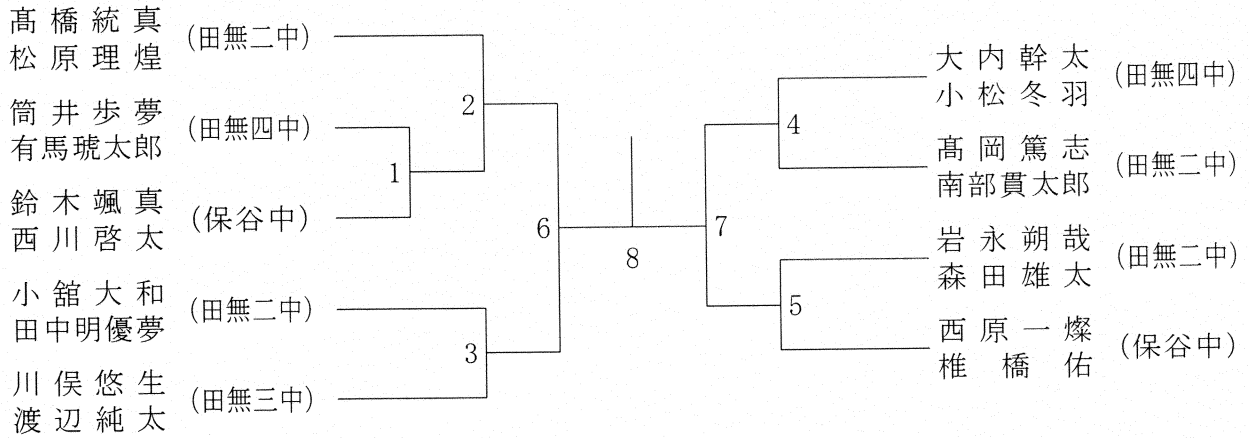 髙橋統真
松原理煌
(田無二中)
筒井歩夢
有馬琥太郎
(田無四中)
鈴木颯真
西川啓太
(保谷中)
小舘大和
田中明優夢
(田無二中)
川俣悠生
渡辺純太
(田無三中)
2
1
6
3
8
大内幹太
小松冬羽
(田無四中)
髙岡篤志
南部貫太郎
(田無二中)
岩永朔哉
森田雄太
(田無二中)
西原一燦
椎橋佑
(保谷中)
4
7
5